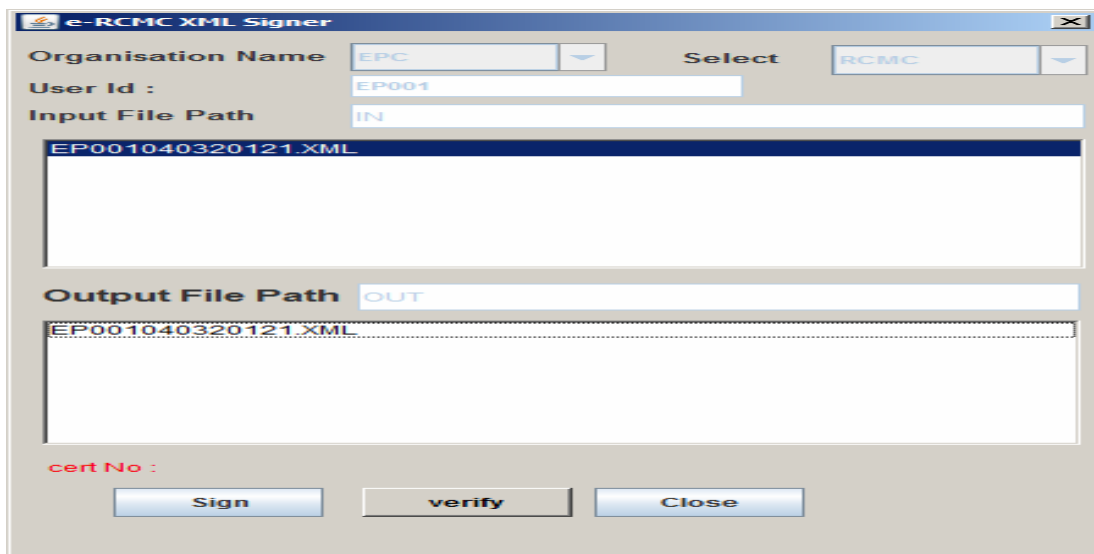 e-RCMC XML Signer
Organisation Name EPC Select RCMC
User Id : EP001
Input File Path IN
EP001040320121.XML
Output File Path OUT
EP001040320121.XML
cert No :
Sign verify Close